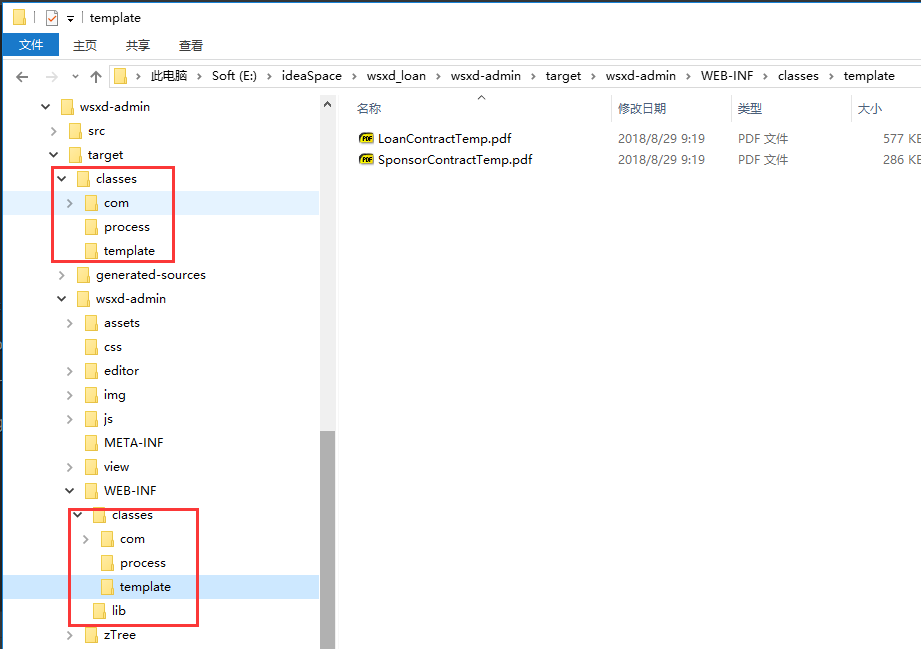 template
文件 主页 共享 查看
此电脑 Soft (E:) ideaSpace wsxd_loan wsxd-admin target wsxd-admin WEB-INF classes template
wsxd-admin
src
target
classes
com
process
template
generated-sources
wsxd-admin
assets
css
editor
img
js
META-INF
view
WEB-INF
classes
com
process
template
lib
zTree
名称 修改日期 类型 大小
PDF LoanContractTemp.pdf 2018/8/29 9:19 PDF 文件 577 KB
PDF SponsorContractTemp.pdf 2018/8/29 9:19 PDF 文件 286 KB